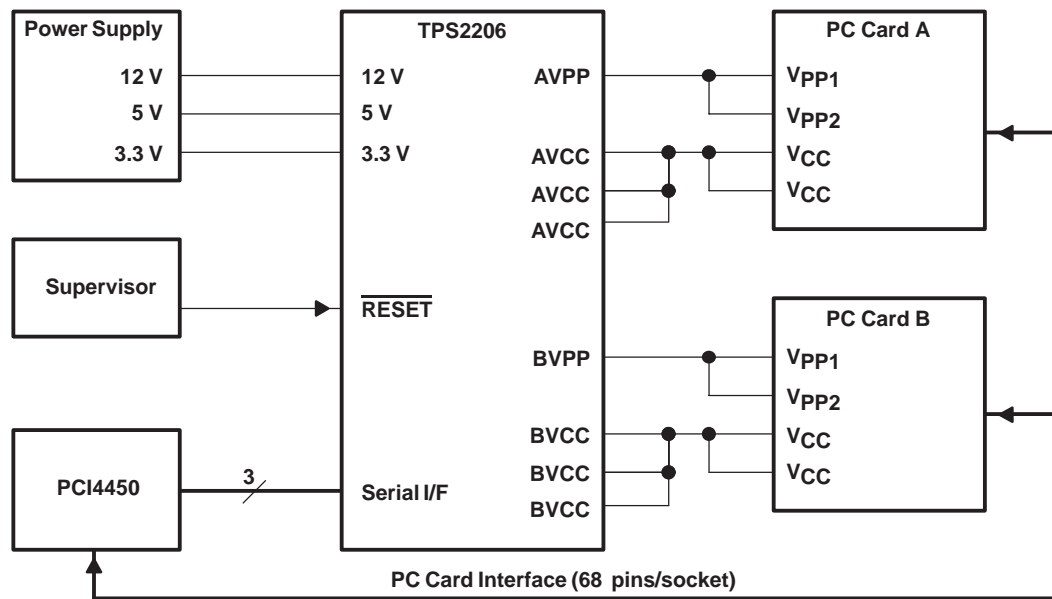 Power Supply
12 V
5 V
3.3 V
Supervisor
PCI4450
3
TPS2206
12 V
5 V
3.3 V
RESET
Serial I/F
AVPP
AVCC
AVCC
AVCC
BVPP
BVCC
BVCC
BVCC
PC Card A
VPP1
VPP2
VCC
VCC
PC Card B
VPP1
VPP2
VCC
VCC
PC Card Interface (68 pins/socket)